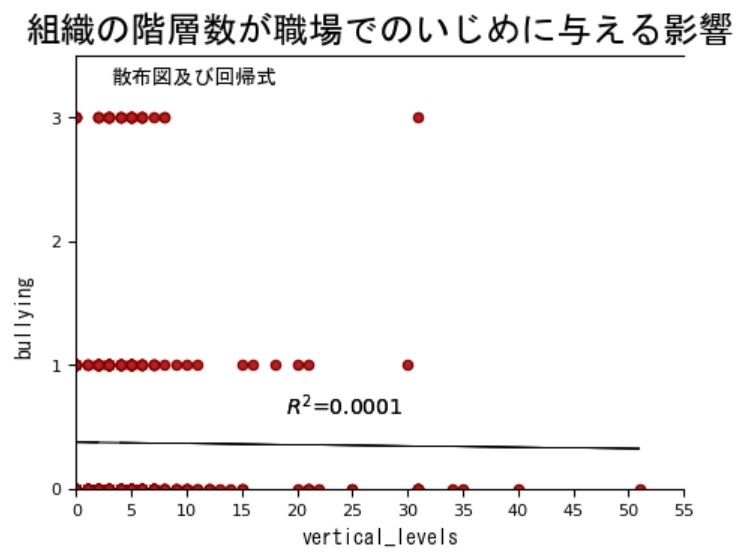 組織の階層数が職場でのいじめに与える影響
散布図及び回帰式
3
2
bullying
1
R²=0.0001
0
0 5 10 15 20 25 30 35 40 45 50 55
vertical_levels